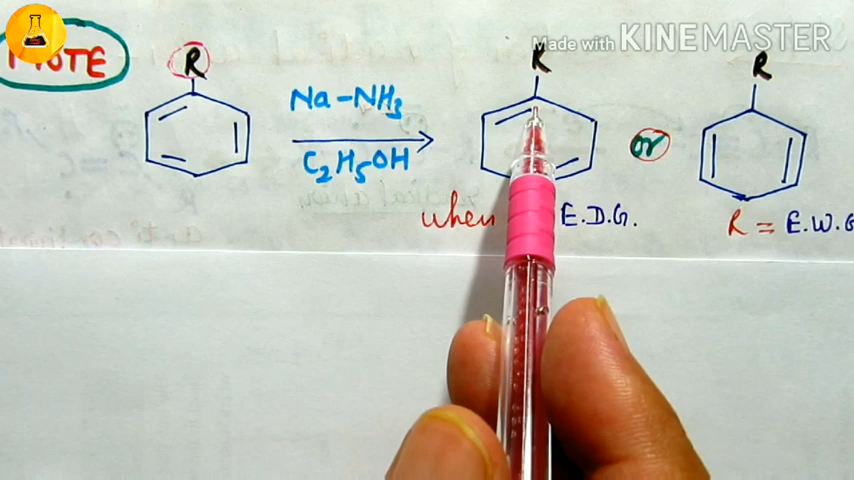 Made with KINEMASTER
NOTE
R
Na-NH3
C2H5OH
R
or
R
when
E.D.G.
R = E.W.G